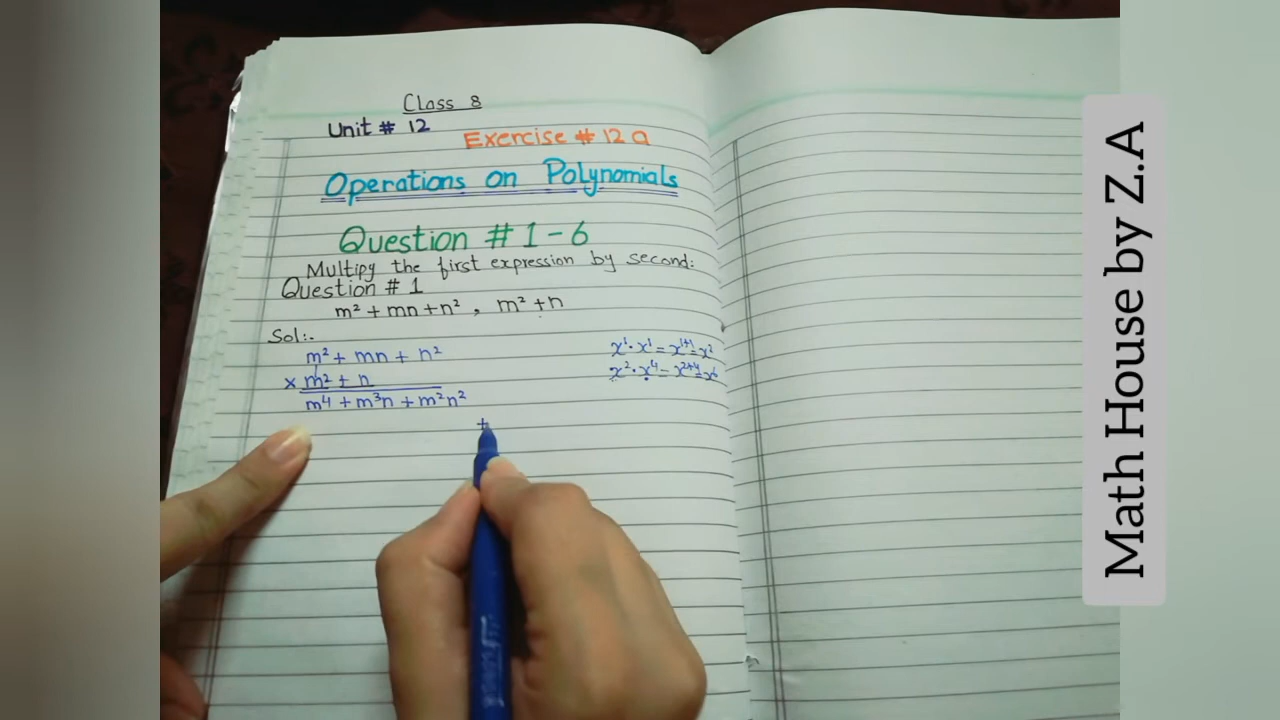 Class 8
Unit # 12
Exercise # 12 a
Operations on Polynomials
Question # 1-6
Multipy the first expression by second:
Question # 1
m² + mn + n² , m² + n
Sol:-
m² + mn + n²
× m² + n
m⁴ + m³n + m²n²
+
x¹·x¹=x¹⁺¹=x²
x²·x⁴=x²⁺⁴=x⁶
Math House by Z.A